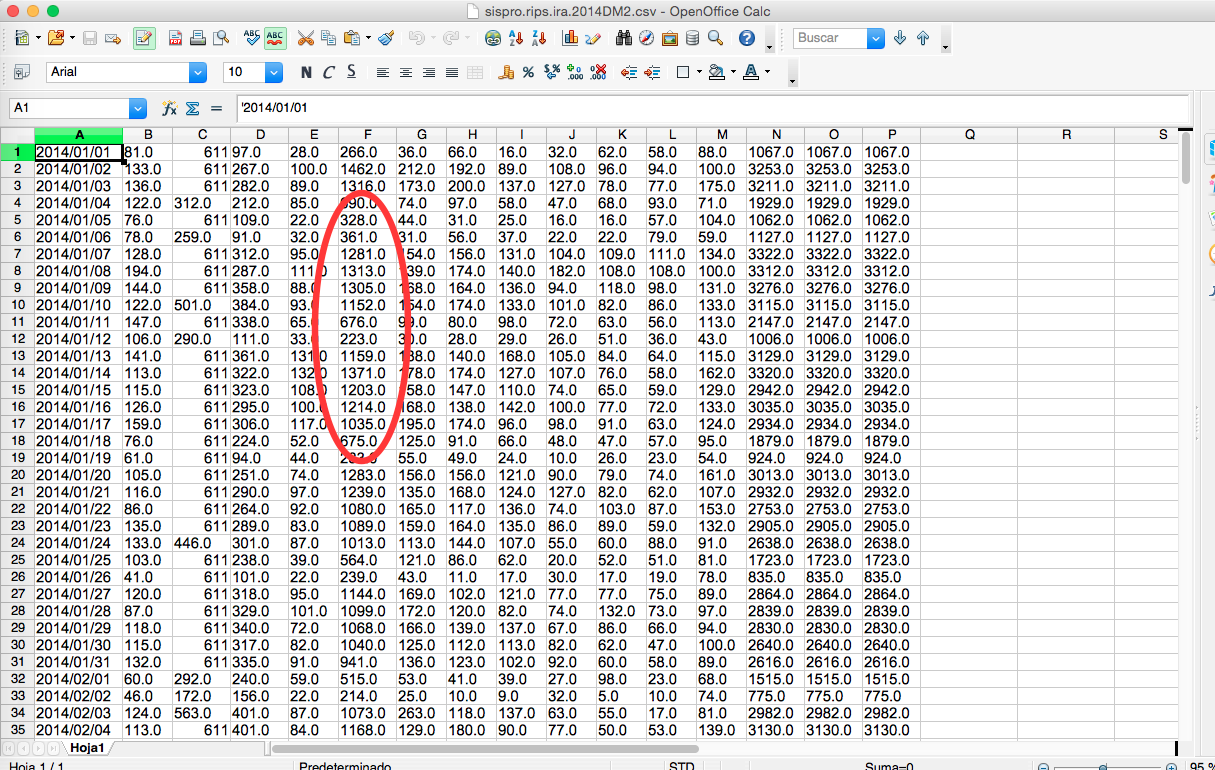 sispro.rips.ira.2014DM2.csv - OpenOffice Calc
Buscar
Arial 10
A1 '2014/01/01
A B C D E F G H I J K L M N O P Q R S
1 2014/01/01 81.0 611 97.0 28.0 266.0 36.0 66.0 19.0 32.0 62.0 58.0 88.0 1067.0 1067.0 1067.0
2 2014/01/02 133.0 611 267.0 100.0 1462.0 212.0 192.0 89.0 108.0 96.0 94.0 100.0 3253.0 3253.0 3253.0
3 2014/01/03 136.0 611 282.0 89.0 1316.0 173.0 200.0 137.0 127.0 78.0 77.0 175.0 3211.0 3211.0 3211.0
4 2014/01/04 122.0 312.0 212.0 85.0 74.0 97.0 58.0 47.0 68.0 93.0 71.0 1929.0 1929.0 1929.0
5 2014/01/05 76.0 611 109.0 22.0 328.0 44.0 31.0 25.0 16.0 16.0 57.0 104.0 1062.0 1062.0 1062.0
6 2014/01/06 78.0 259.0 91.0 32.0 361.0 31.0 56.0 37.0 22.0 22.0 79.0 59.0 1127.0 1127.0 1127.0
7 2014/01/07 128.0 611 312.0 95.0 1281.0 154.0 156.0 131.0 104.0 109.0 111.0 134.0 3322.0 3322.0 3322.0
8 2014/01/08 194.0 611 287.0 111.0 1313.0 139.0 174.0 140.0 182.0 108.0 108.0 100.0 3312.0 3312.0 3312.0
9 2014/01/09 144.0 611 358.0 88.0 1305.0 168.0 164.0 136.0 94.0 118.0 98.0 131.0 3276.0 3276.0 3276.0
10 2014/01/10 122.0 501.0 384.0 93.0 1152.0 164.0 174.0 133.0 101.0 82.0 86.0 133.0 3115.0 3115.0 3115.0
11 2014/01/11 147.0 611 338.0 65.0 676.0 99.0 80.0 98.0 72.0 63.0 56.0 113.0 2147.0 2147.0 2147.0
12 2014/01/12 106.0 290.0 111.0 33.0 223.0 30.0 28.0 29.0 26.0 51.0 36.0 43.0 1006.0 1006.0 1006.0
13 2014/01/13 141.0 611 361.0 131.0 1159.0 188.0 140.0 168.0 105.0 84.0 64.0 115.0 3129.0 3129.0 3129.0
14 2014/01/14 113.0 611 322.0 132.0 1371.0 178.0 174.0 127.0 107.0 76.0 58.0 162.0 3320.0 3320.0 3320.0
15 2014/01/15 115.0 611 323.0 108.0 1203.0 158.0 147.0 110.0 74.0 65.0 59.0 129.0 2942.0 2942.0 2942.0
16 2014/01/16 126.0 611 295.0 100.0 1214.0 168.0 138.0 142.0 100.0 77.0 72.0 133.0 3035.0 3035.0 3035.0
17 2014/01/17 159.0 611 306.0 117.0 1035.0 195.0 174.0 96.0 98.0 91.0 63.0 124.0 2934.0 2934.0 2934.0
18 2014/01/18 76.0 611 224.0 52.0 675.0 125.0 91.0 66.0 48.0 47.0 57.0 95.0 1879.0 1879.0 1879.0
19 2014/01/19 61.0 611 94.0 44.0 55.0 49.0 24.0 10.0 26.0 23.0 54.0 924.0 924.0 924.0
20 2014/01/20 105.0 611 251.0 74.0 1283.0 156.0 156.0 121.0 90.0 79.0 74.0 161.0 3013.0 3013.0 3013.0
21 2014/01/21 116.0 611 290.0 97.0 1239.0 135.0 168.0 124.0 127.0 82.0 62.0 107.0 2932.0 2932.0 2932.0
22 2014/01/22 86.0 611 264.0 92.0 1080.0 165.0 117.0 136.0 74.0 103.0 87.0 153.0 2753.0 2753.0 2753.0
23 2014/01/23 135.0 611 289.0 83.0 1089.0 159.0 164.0 135.0 86.0 89.0 59.0 132.0 2905.0 2905.0 2905.0
24 2014/01/24 133.0 446.0 301.0 87.0 1013.0 113.0 144.0 107.0 55.0 60.0 88.0 91.0 2638.0 2638.0 2638.0
25 2014/01/25 103.0 611 238.0 39.0 564.0 121.0 86.0 62.0 20.0 52.0 51.0 81.0 1723.0 1723.0 1723.0
26 2014/01/26 41.0 611 101.0 22.0 239.0 43.0 11.0 17.0 30.0 17.0 19.0 78.0 835.0 835.0 835.0
27 2014/01/27 120.0 611 318.0 95.0 1144.0 169.0 102.0 121.0 77.0 77.0 75.0 89.0 2864.0 2864.0 2864.0
28 2014/01/28 87.0 611 329.0 101.0 1099.0 172.0 120.0 82.0 74.0 132.0 73.0 97.0 2839.0 2839.0 2839.0
29 2014/01/29 118.0 611 340.0 72.0 1068.0 166.0 139.0 137.0 67.0 86.0 66.0 94.0 2830.0 2830.0 2830.0
30 2014/01/30 115.0 611 317.0 82.0 1040.0 125.0 112.0 113.0 82.0 62.0 47.0 100.0 2640.0 2640.0 2640.0
31 2014/01/31 132.0 611 335.0 91.0 941.0 136.0 123.0 102.0 92.0 60.0 58.0 89.0 2616.0 2616.0 2616.0
32 2014/02/01 60.0 292.0 240.0 59.0 515.0 53.0 41.0 39.0 27.0 98.0 23.0 68.0 1515.0 1515.0 1515.0
33 2014/02/02 46.0 172.0 156.0 22.0 214.0 25.0 10.0 9.0 32.0 5.0 10.0 74.0 775.0 775.0 775.0
34 2014/02/03 124.0 563.0 401.0 87.0 1073.0 263.0 118.0 137.0 63.0 55.0 17.0 81.0 2982.0 2982.0 2982.0
35 2014/02/04 113.0 611 401.0 84.0 1168.0 129.0 180.0 90.0 77.0 50.0 53.0 139.0 3130.0 3130.0 3130.0
Hoja1
Hoja 1 / 1 Predeterminado STD Suma=0 95 %